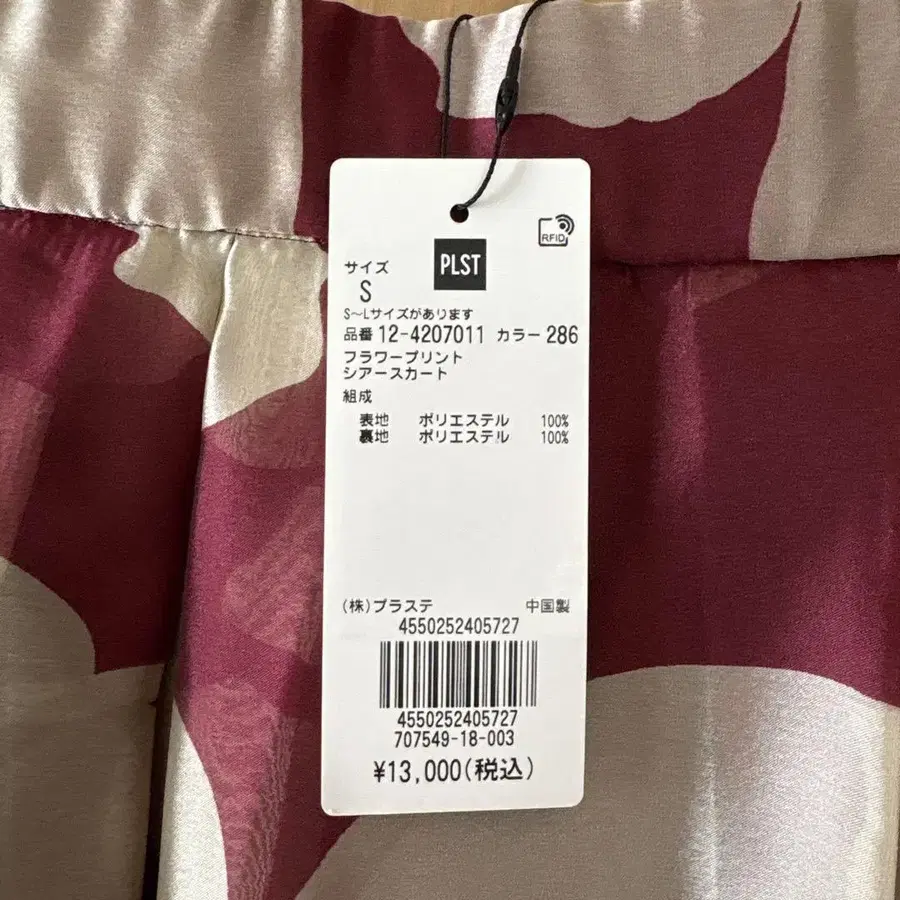 RFID
PLST
サイズ
S
S~Lサイズがあります
品番 12-4207011 カラー 286
フラワープリント
シアースカート
組成
表地 ポリエステル 100%
裏地 ポリエステル 100%
(株)プラステ 中国製
4550252405727
4550252405727
707549-18-003
¥13,000(税込)